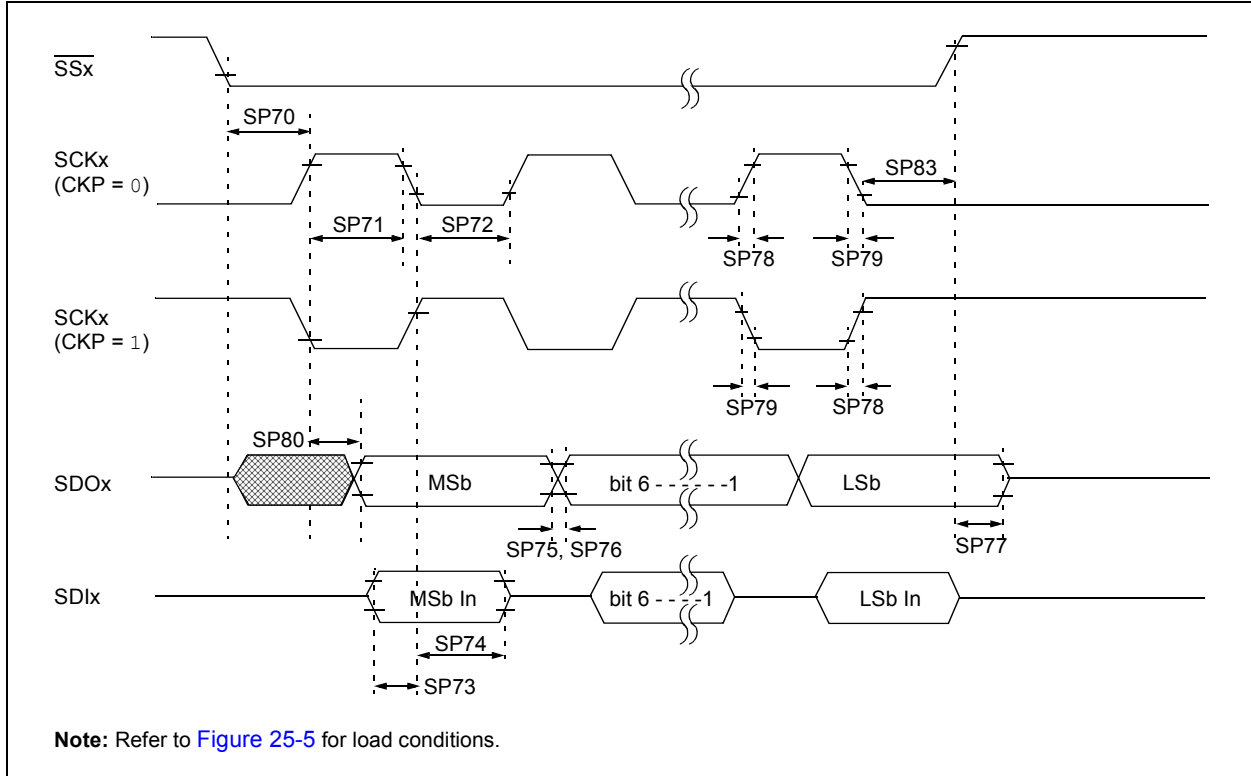 SSx
SP70
SCKx
(CKP = 0)
SP83
SP71
SP72
SP78
SP79
SCKx
(CKP = 1)
SP79
SP78
SP80
SDOx
MSb
bit 6 - - - - - - -1
LSb
SP75, SP76
SP77
SDIx
MSb In
bit 6 - - - - -1
LSb In
SP74
SP73
Note: Refer to Figure 25-5 for load conditions.